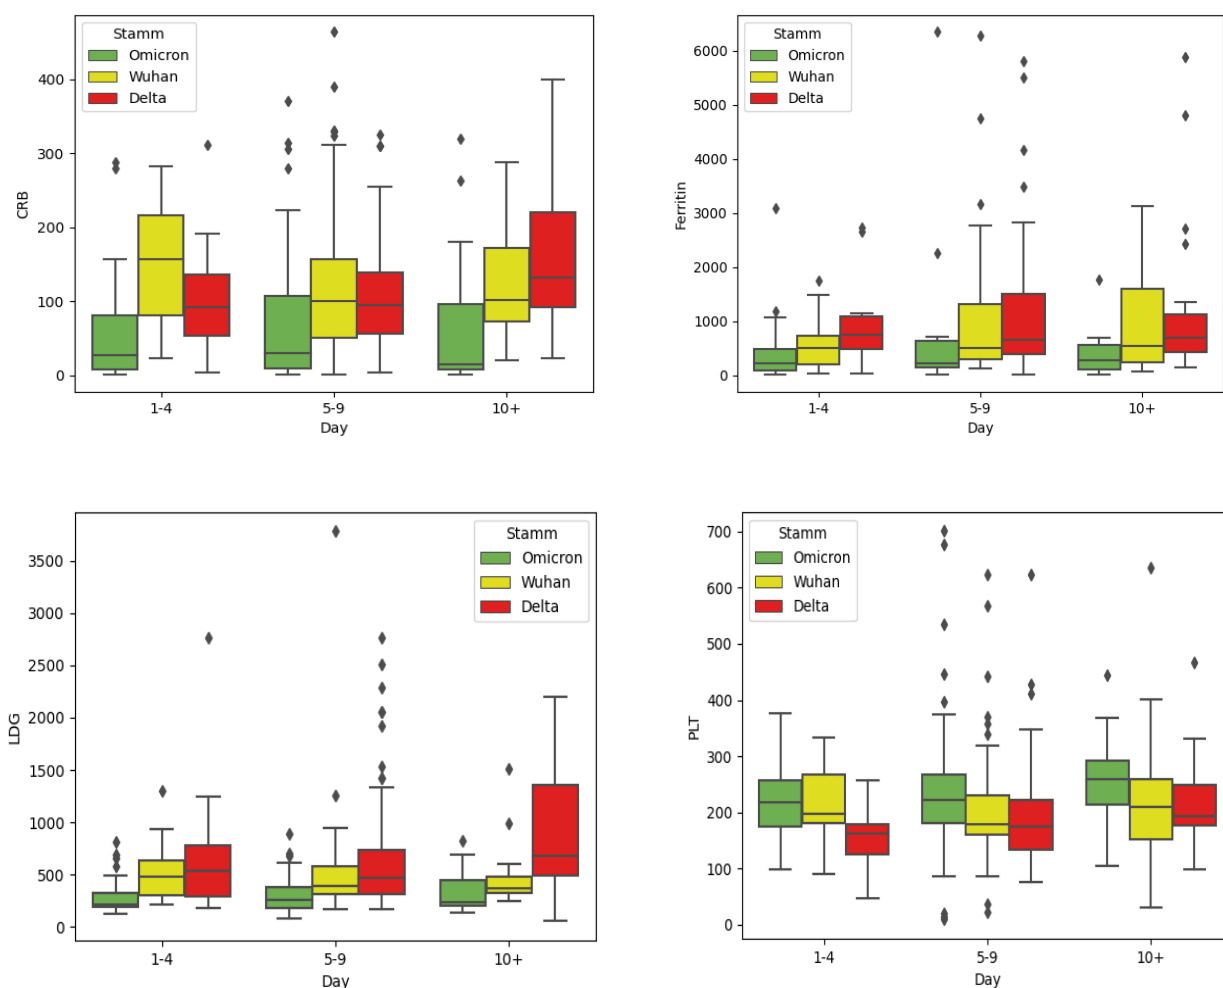 Stamm
Omicron
Wuhan
Delta
CRB
400
300
200
100
0
1-4
5-9
10+
Day
Stamm
Omicron
Wuhan
Delta
Ferritin
6000
5000
4000
3000
2000
1000
0
1-4
5-9
10+
Day
Stamm
Omicron
Wuhan
Delta
LDG
3500
3000
2500
2000
1500
1000
500
0
1-4
5-9
10+
Day
Stamm
Omicron
Wuhan
Delta
PLT
700
600
500
400
300
200
100
0
1-4
5-9
10+
Day